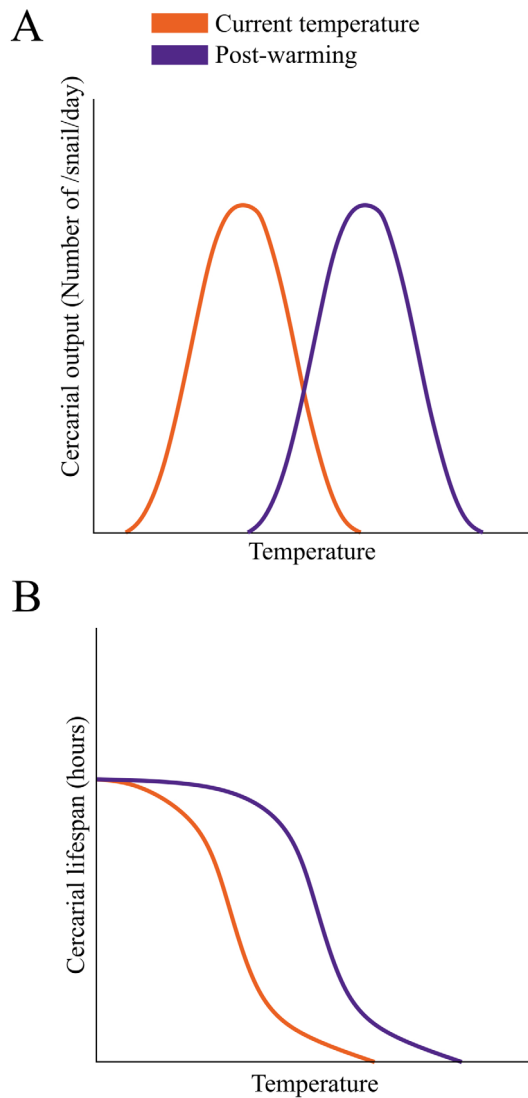 A
Current temperature
Post-warming
Cercarial output (Number of /snail/day)
Temperature
B
Cercarial lifespan (hours)
Temperature